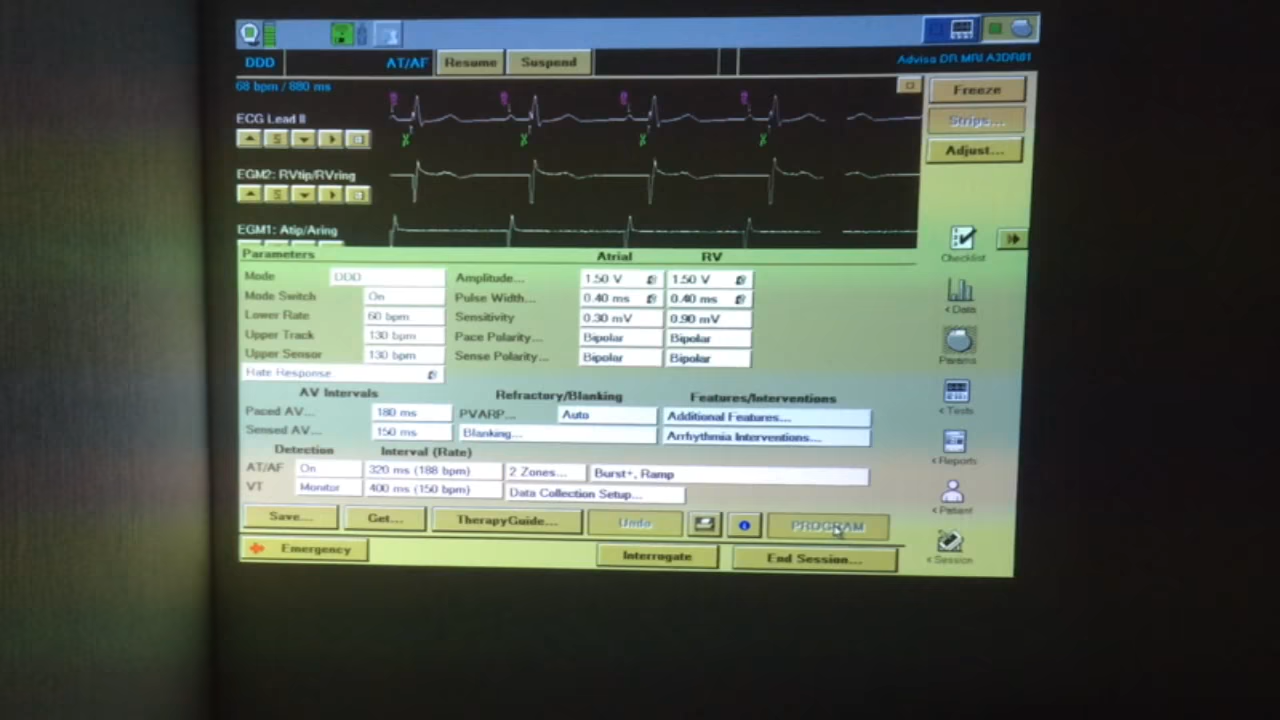 DDD AT/AF Resume Suspend Advisa DR MRI A3DR01
68 bpm / 880 ms
Freeze
ECG Lead II
Strips...
S
Adjust...
EGM2: RVtip/RVring
S
EGM1: Atip/Aring
Parameters Atrial RV
Checklist
Mode DDD Amplitude... 1.50 V 1.50 V
Mode Switch On Pulse Width... 0.40 ms 0.40 ms
< Data
Lower Rate 60 bpm Sensitivity 0.30 mV 0.90 mV
Upper Track 130 bpm Pace Polarity... Bipolar Bipolar
Upper Sensor 130 bpm Sense Polarity... Bipolar Bipolar
Params
Rate Response
AV Intervals Refractory/Blanking Features/Interventions
Paced AV... 180 ms PVARP... Auto Additional Features...
< Tests
Sensed AV... 150 ms Blanking... Arrhythmia Interventions...
Detection Interval (Rate)
< Reports
AT/AF On 320 ms (188 bpm) 2 Zones... Burst+, Ramp
VT Monitor 400 ms (150 bpm) Data Collection Setup...
< Patient
Save... Get... TherapyGuide... Undo PROGRAM
Emergency Interrogate End Session...
< Session